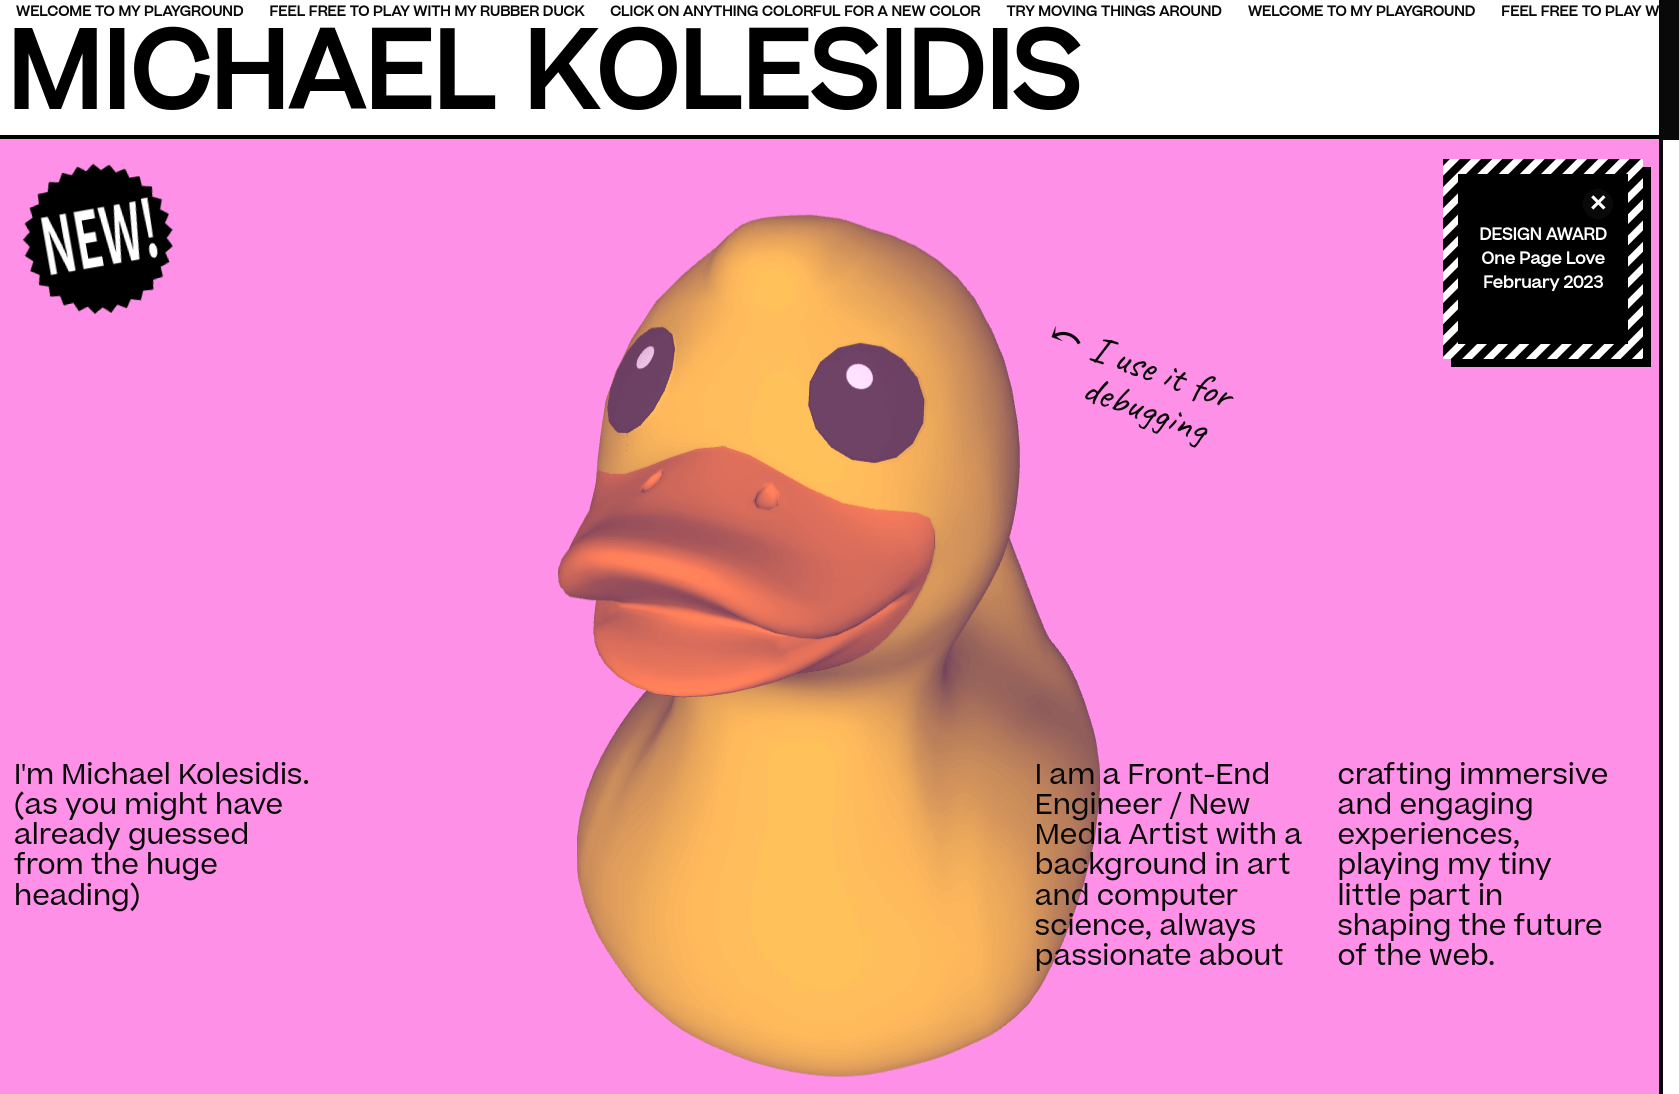 WELCOME TO MY PLAYGROUND FEEL FREE TO PLAY WITH MY RUBBER DUCK CLICK ON ANYTHING COLORFUL FOR A NEW COLOR TRY MOVING THINGS AROUND WELCOME TO MY PLAYGROUND FEEL FREE TO PLAY W
MICHAEL KOLESIDIS
NEW!
DESIGN AWARD
One Page Love
February 2023
I use it for
debugging
I'm Michael Kolesidis.
(as you might have
already guessed
from the huge
heading)
I am a Front-End
Engineer / New
Media Artist with a
background in art
and computer
science, always
passionate about
crafting immersive
and engaging
experiences,
playing my tiny
little part in
shaping the future
of the web.